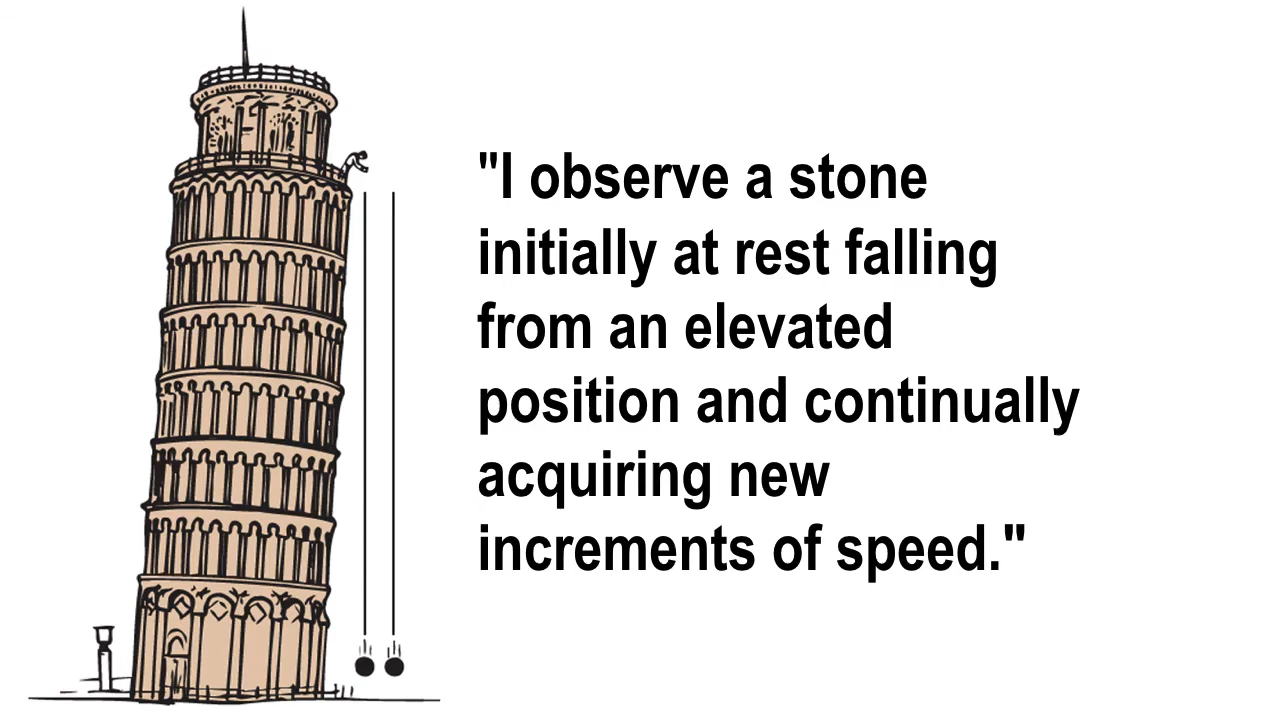 "I observe a stone
initially at rest falling
from an elevated
position and continually
acquiring new
increments of speed."